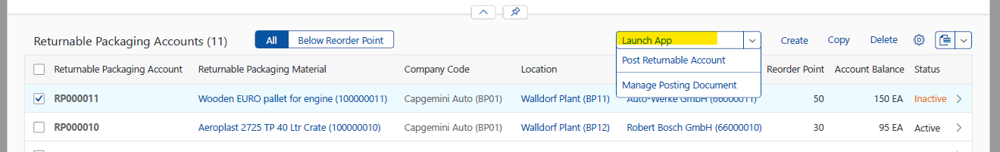 Returnable Packaging Accounts (11) All Below Reorder Point Launch App Create Copy Delete
Post Returnable Account
Manage Posting Document
Returnable Packaging Account Returnable Packaging Material Company Code Location Reorder Point Account Balance Status
RP000011 Wooden EURO pallet for engine (100000011) Capgemini Auto (BP01) Walldorf Plant (BP11) Auto-Werke GmbH (66000011) 50 150 EA Inactive
RP000010 Aeroplast 2725 TP 40 Ltr Crate (100000010) Capgemini Auto (BP01) Walldorf Plant (BP12) Robert Bosch GmbH (66000010) 30 95 EA Active